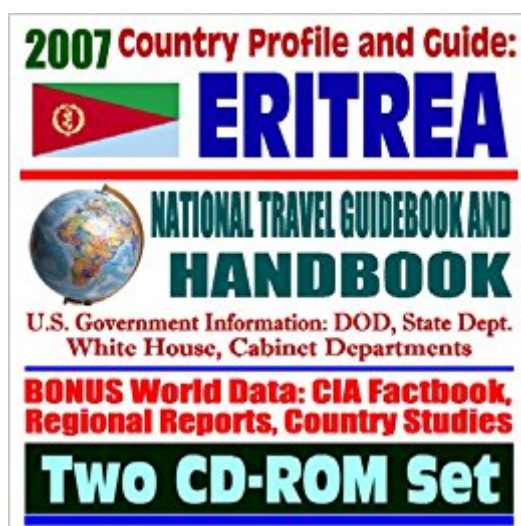 2007 Country Profile and Guide:
ERITREA
NATIONAL TRAVEL GUIDEBOOK AND
HANDBOOK
U.S. Government Information: DOD, State Dept.
White House, Cabinet Departments
BONUS World Data: CIA Factbook,
Regional Reports, Country Studies
Two CD-ROM Set